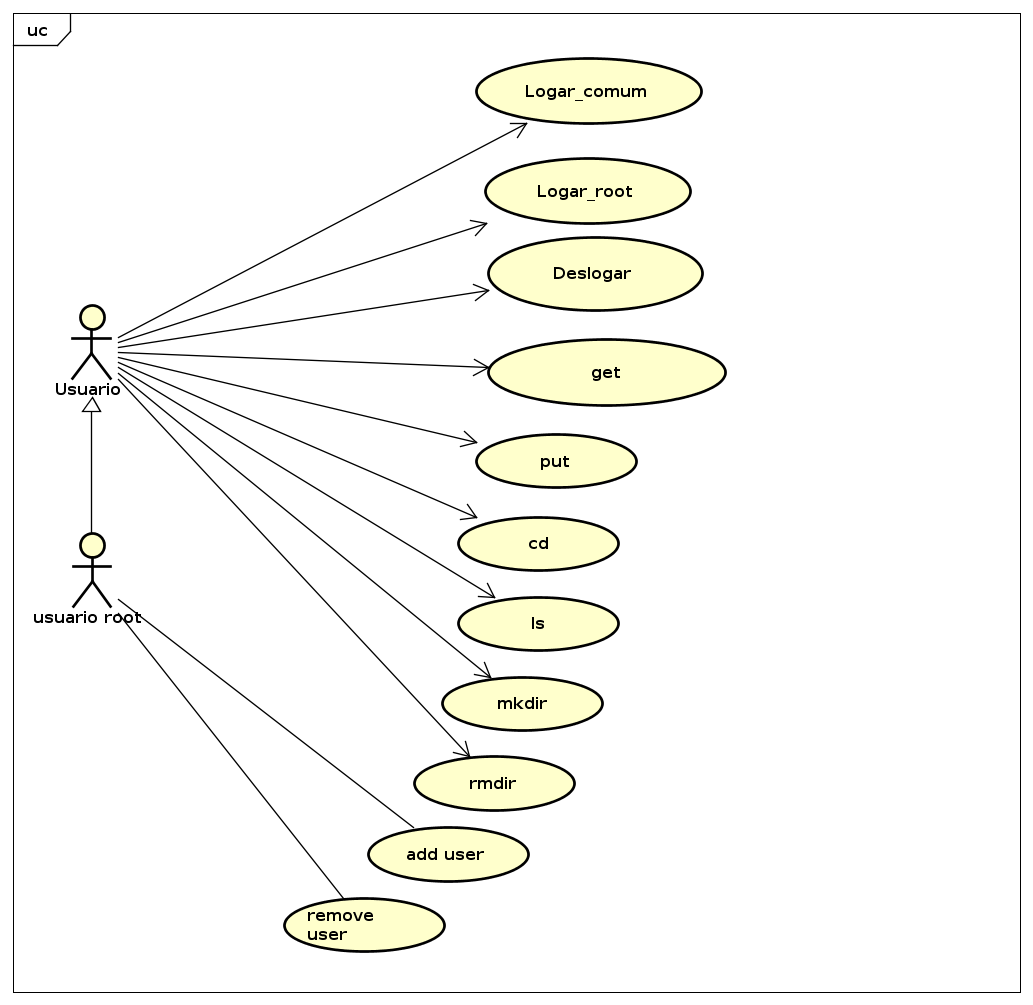 uc
Logar_comum
Logar_root
Deslogar
get
Usuario
put
cd
usuario root
ls
mkdir
rmdir
add user
remove
user